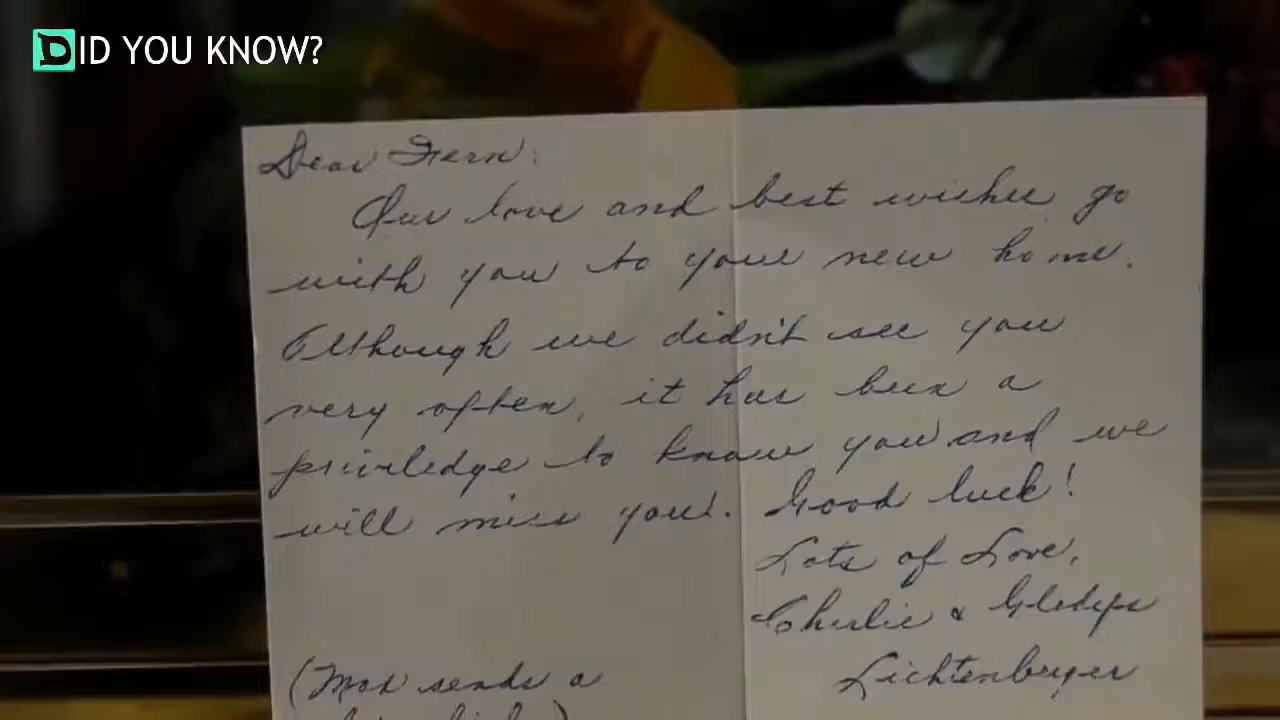 DID YOU KNOW?
Dear Fern:
Our love and best wishes go
with you to your new home.
Although we didn't see you
very often, it has been a
priviledge to know you and we
will miss you. Good luck!
Lots of Love,
Charlie & Gladys
Lichtenberger
(Max sends a